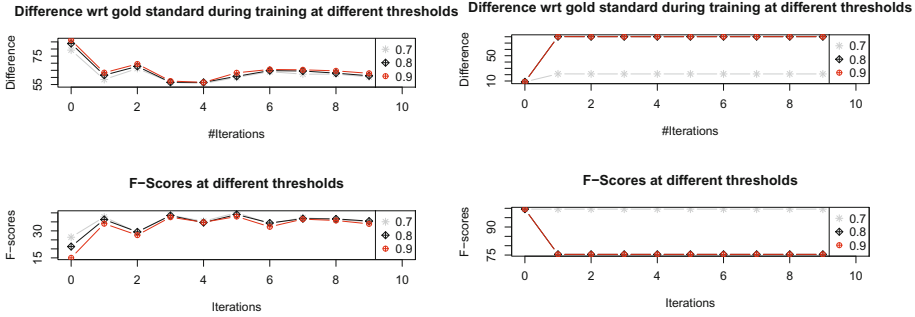 Difference wrt gold standard during training at different thresholds
Difference
75
55
0.7
0.8
0.9
0 2 4 6 8 10
#Iterations
Difference wrt gold standard during training at different thresholds
Difference
50
10
0.7
0.8
0.9
0 2 4 6 8 10
#Iterations
F−Scores at different thresholds
F−scores
30
15
0.7
0.8
0.9
0 2 4 6 8 10
Iterations
F−Scores at different thresholds
F−scores
90
75
0.7
0.8
0.9
0 2 4 6 8 10
Iterations